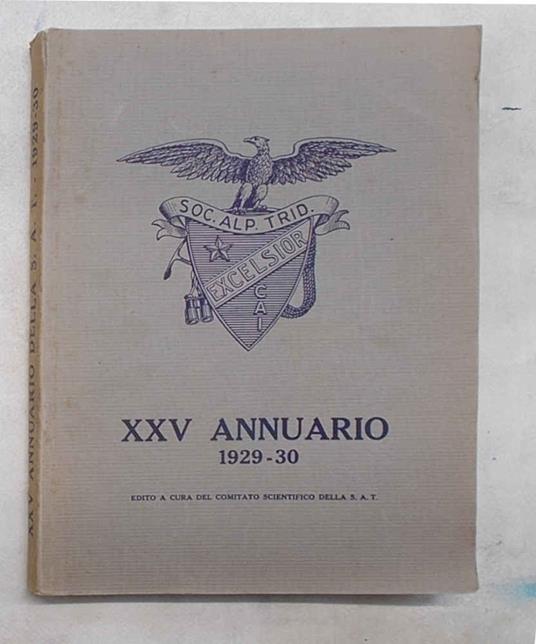 SOC. ALP. TRID.
EXCELSIOR
CAI
XXV ANNUARIO
1929-30
EDITO A CURA DEL COMITATO SCIENTIFICO DELLA S. A. T.
XXV ANNUARIO DELLA S. A. T. - 1929-30